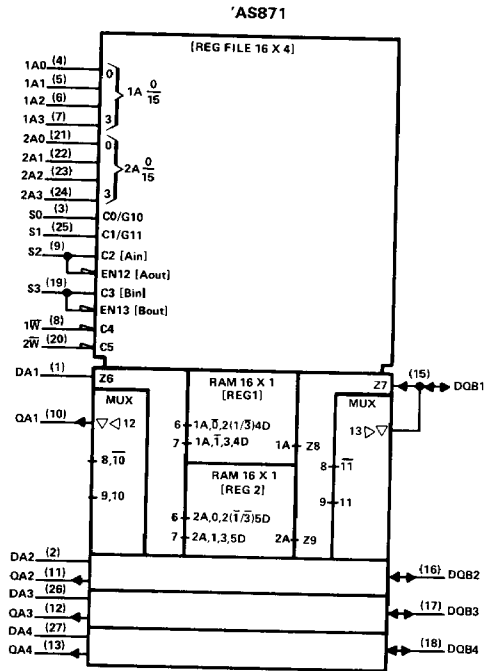 'AS871
[REG FILE 16 X 4]
1A0 (4) 0
1A1 (5)
1A2 (6)
1A3 (7) 3
1A 0/15
2A0 (21) 0
2A1 (22)
2A2 (23)
2A3 (24) 3
2A 0/15
S0 (3) C0/G10
S1 (25) C1/G11
S2 (9) C2 [Ain]
EN12 [Aout]
S3 (19) C3 [Bin]
EN13 [Bout]
1W̅ (8) C4
2W̅ (20) C5
DA1 (1) Z6
MUX
QA1 (10) ▽◁ 12
8,1̅0̅
9,10
RAM 16 X 1
[REG1]
6 1A,0̅,2(1/3̅)4D
7 1A,1̅,3,4D
1A Z8
RAM 16 X 1
[REG 2]
6 2A,0,2(1̅/3̅)5D
7 2A,1,3,5D
2A Z9
Z7 (15) DQB1
MUX
13 ▷▽
8 1̅1̅
9 11
DA2 (2)
QA2 (11) (16) DQB2
DA3 (26)
QA3 (12) (17) DQB3
DA4 (27)
QA4 (13) (18) DQB4